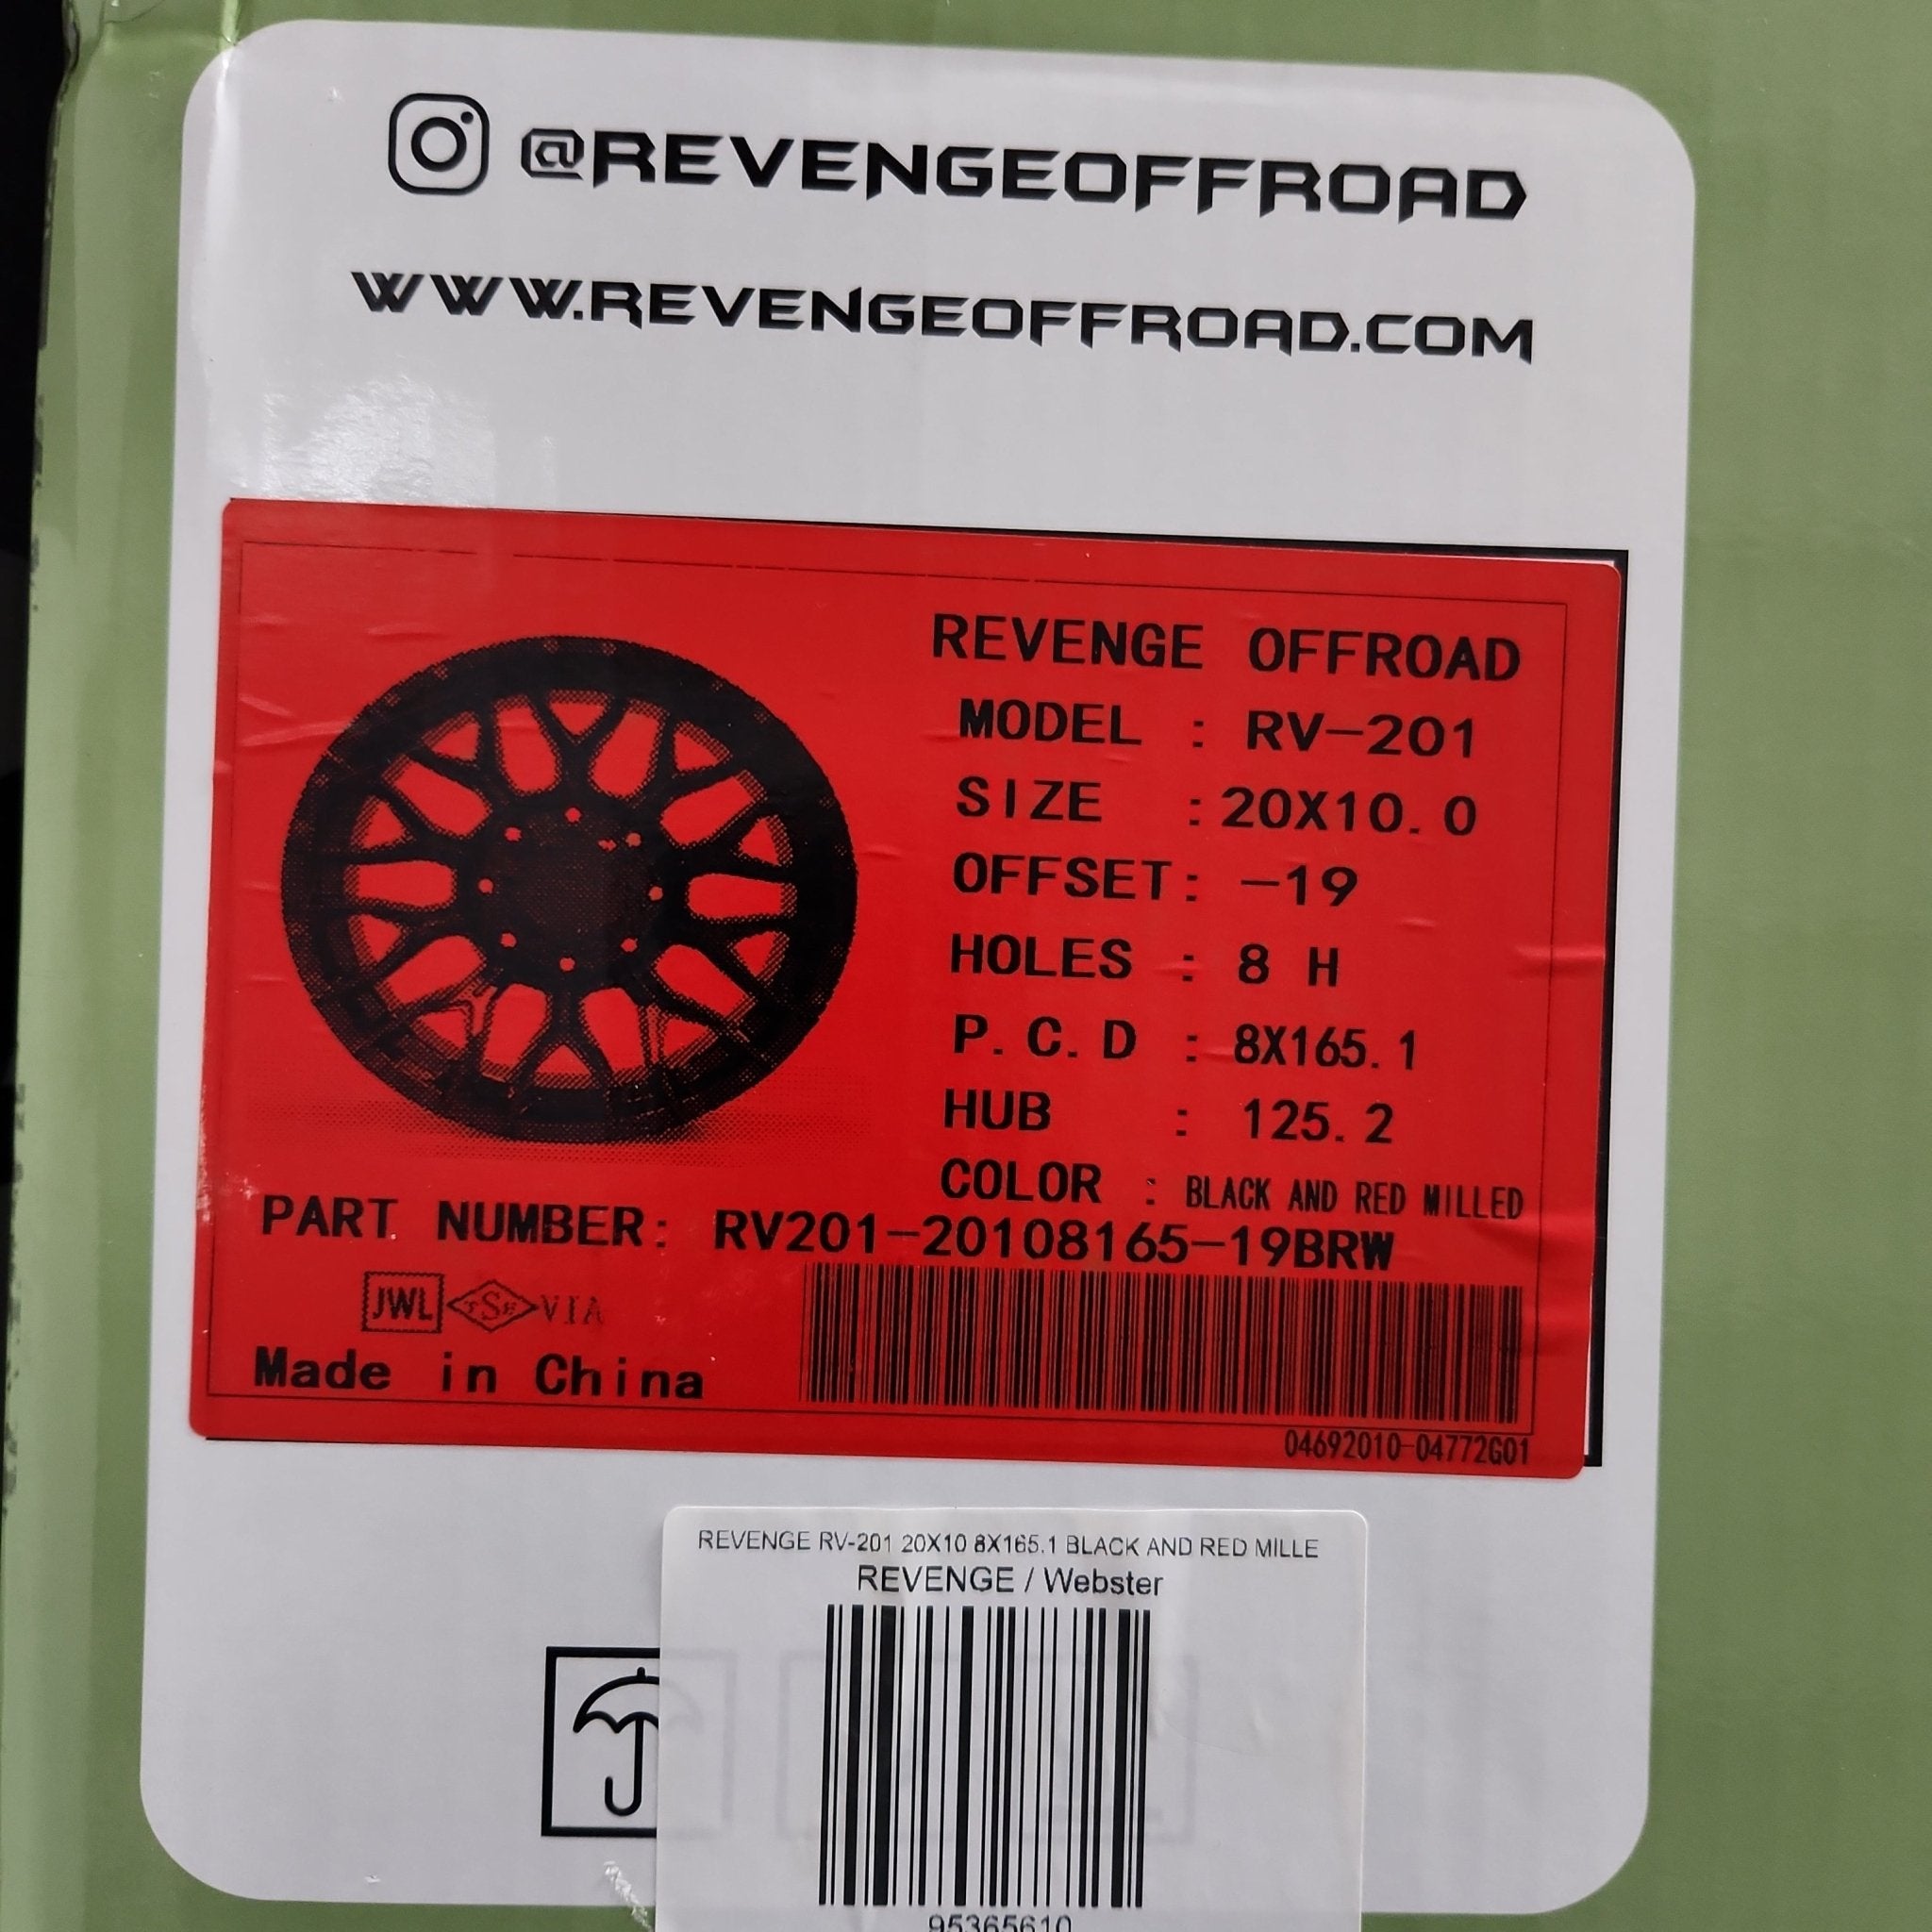 @REVENGEOFFROAD
WWW.REVENGEOFFROAD.COM
REVENGE OFFROAD
MODEL : RV-201
SIZE : 20X10.0
OFFSET: -19
HOLES : 8 H
P.C.D : 8X165.1
HUB : 125.2
COLOR : BLACK AND RED MILLED
PART NUMBER: RV201-20108165-19BRW
JWL TSE VIA
Made in China
04692010-04772G01
REVENGE RV-201 20X10 8X165.1 BLACK AND RED MILLE
REVENGE / Webster
95365610